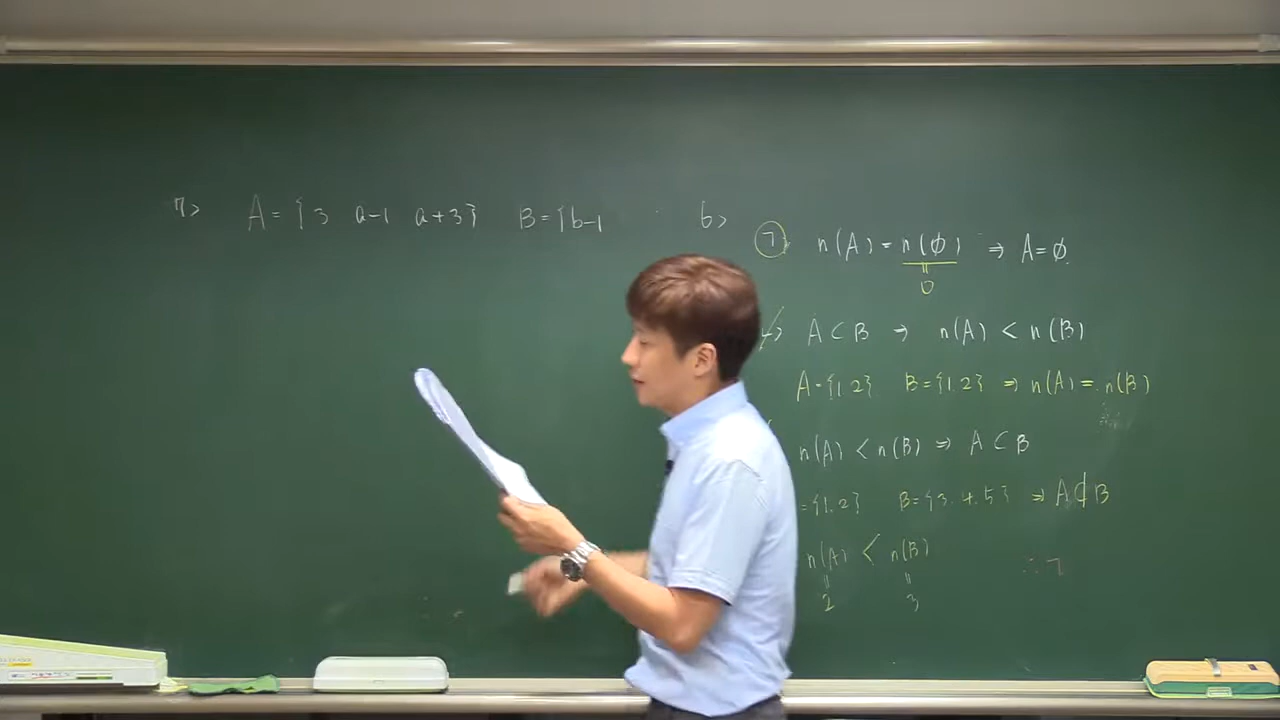 7> A = {3 a-1 a+3} B = {b-1
6>
ㄱ, n(A) = n(∅) ⇒ A = ∅.
"
0
A ⊂ B → n(A) < n(B)
A = {1. 2} B = {1. 2} ⇒ n(A) = n(B)
n(A) < n(B) ⇒ A ⊂ B
= {1. 2} B = {3. 4. 5} ⇒ A ⊄ B
n(A) < n(B)
" "
2 3
∴ ㄱ